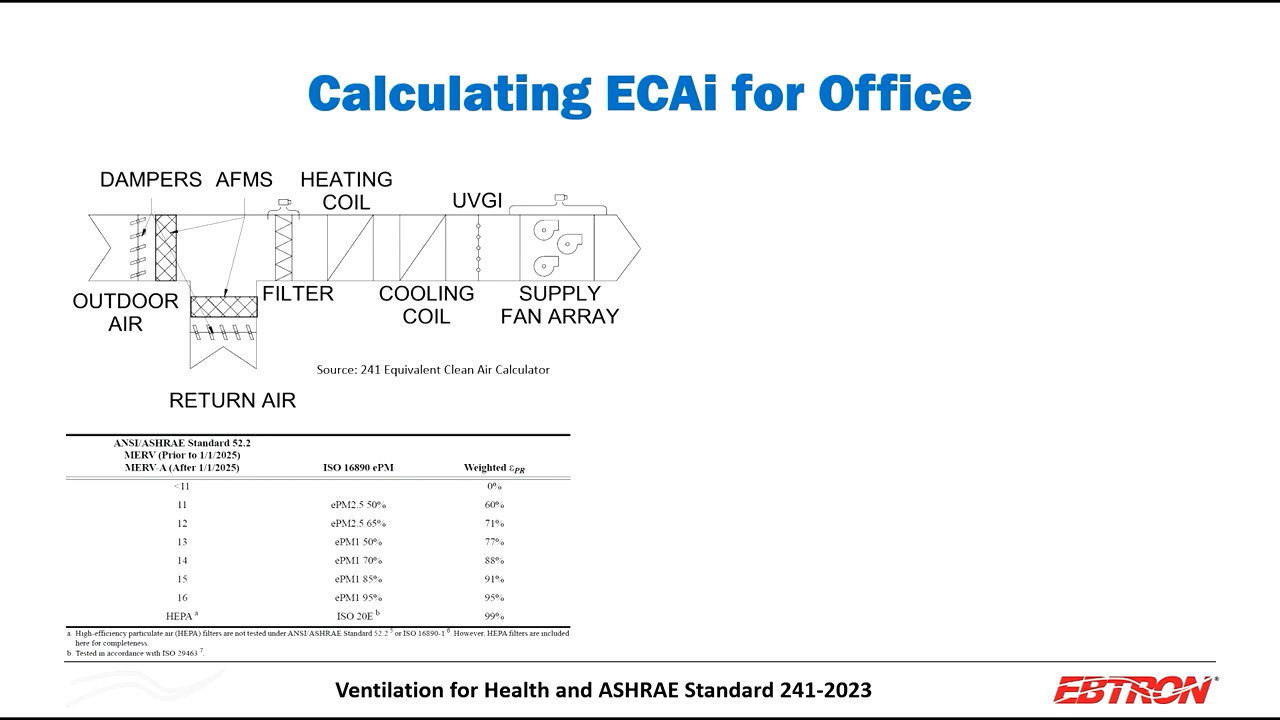 Calculating ECAi for Office
DAMPERS AFMS HEATING
COIL
UVGI
OUTDOOR
AIR
FILTER
COOLING
COIL
SUPPLY
FAN ARRAY
Source: 241 Equivalent Clean Air Calculator
RETURN AIR
ANSI/ASHRAE Standard 52.2
MERV (Prior to 1/1/2025)
MERV-A (After 1/1/2025) ISO 16890 ePM Weighted εPR
<11 0%
11 ePM2.5 50% 60%
12 ePM2.5 65% 71%
13 ePM1 50% 77%
14 ePM1 70% 88%
15 ePM1 85% 91%
16 ePM1 95% 95%
HEPA a ISO 20E b 99%
a. High-efficiency particulate air (HEPA) filters are not tested under ANSI/ASHRAE Standard 52.2 5 or ISO 16890-1 6 However, HEPA filters are included
here for completeness.
b. Tested in accordance with ISO 29463 7.
Ventilation for Health and ASHRAE Standard 241-2023
EBTRON®